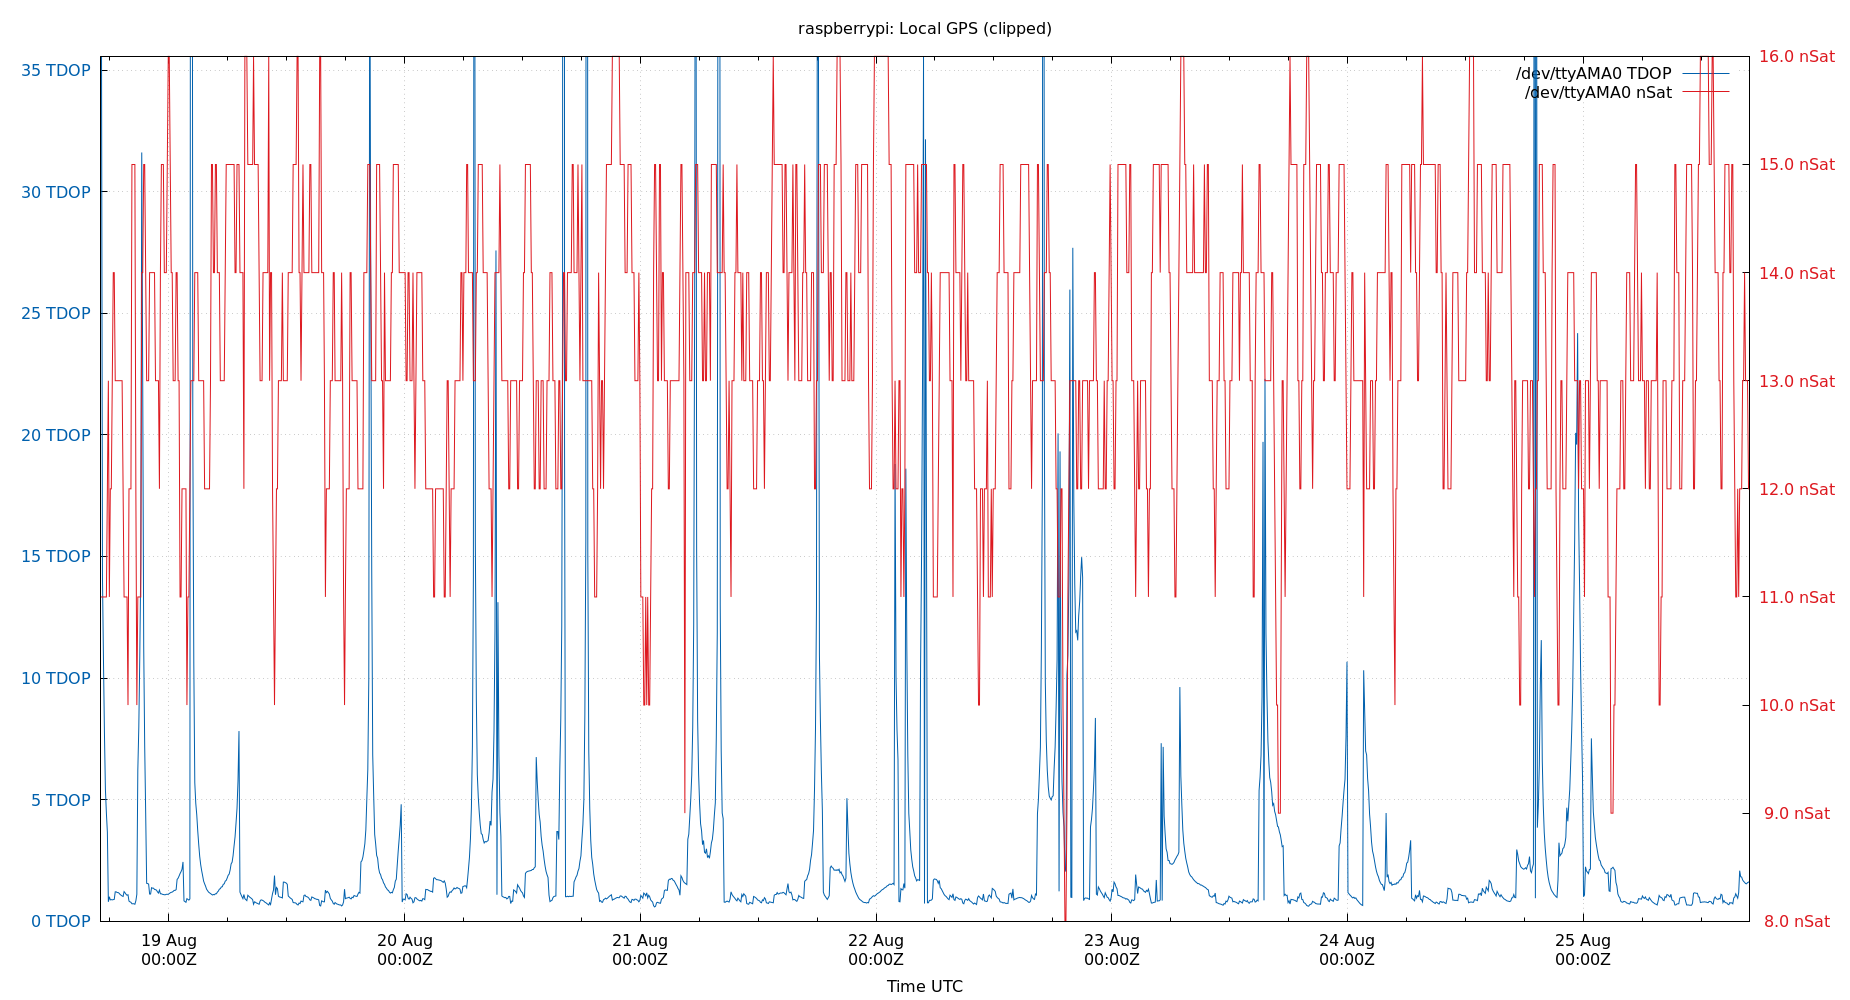 raspberrypi: Local GPS (clipped)
35 TDOP
30 TDOP
25 TDOP
20 TDOP
15 TDOP
10 TDOP
5 TDOP
0 TDOP
16.0 nSat
15.0 nSat
14.0 nSat
13.0 nSat
12.0 nSat
11.0 nSat
10.0 nSat
9.0 nSat
8.0 nSat
/dev/ttyAMA0 TDOP
/dev/ttyAMA0 nSat
19 Aug
00:00Z
20 Aug
00:00Z
21 Aug
00:00Z
22 Aug
00:00Z
23 Aug
00:00Z
24 Aug
00:00Z
25 Aug
00:00Z
Time UTC